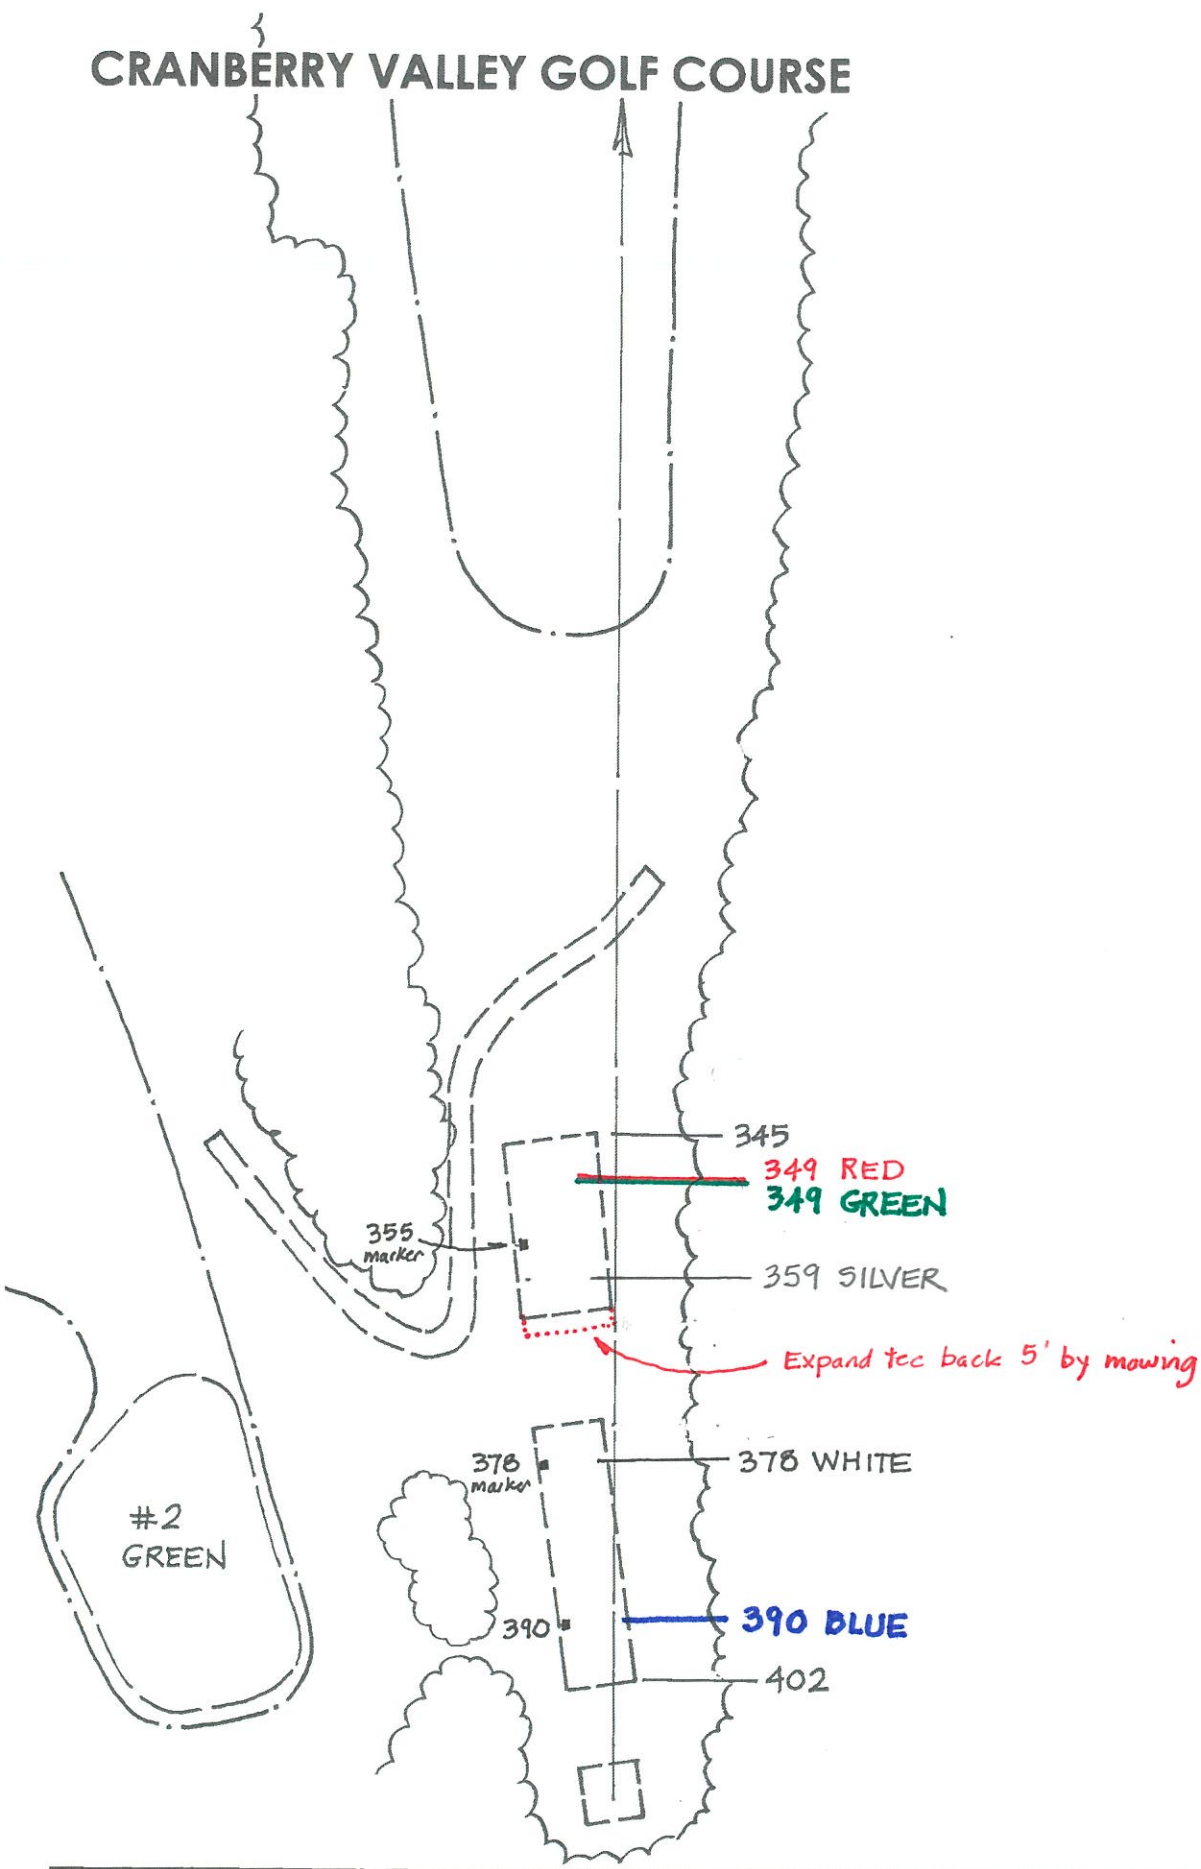 CRANBERRY VALLEY GOLF COURSE
345
349 RED
349 GREEN
355
marker
359 SILVER
Expand tee back 5' by mowing
378
marker
378 WHITE
#2
GREEN
390
390 BLUE
402